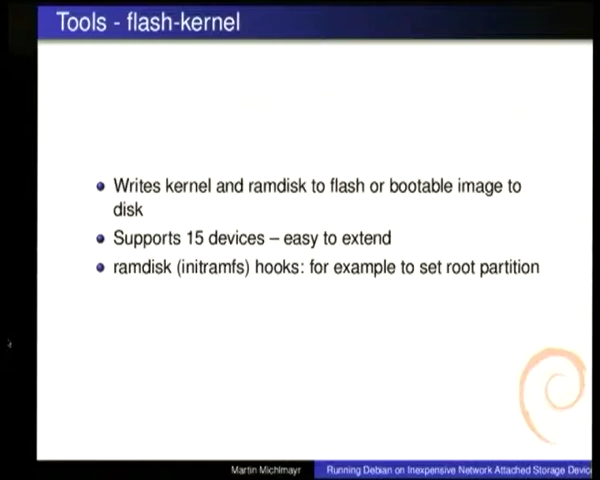 Tools - flash-kernel
Writes kernel and ramdisk to flash or bootable image to
disk
Supports 15 devices – easy to extend
ramdisk (initramfs) hooks: for example to set root partition
Martin Michlmayr
Running Debian on Inexpensive Network Attached Storage